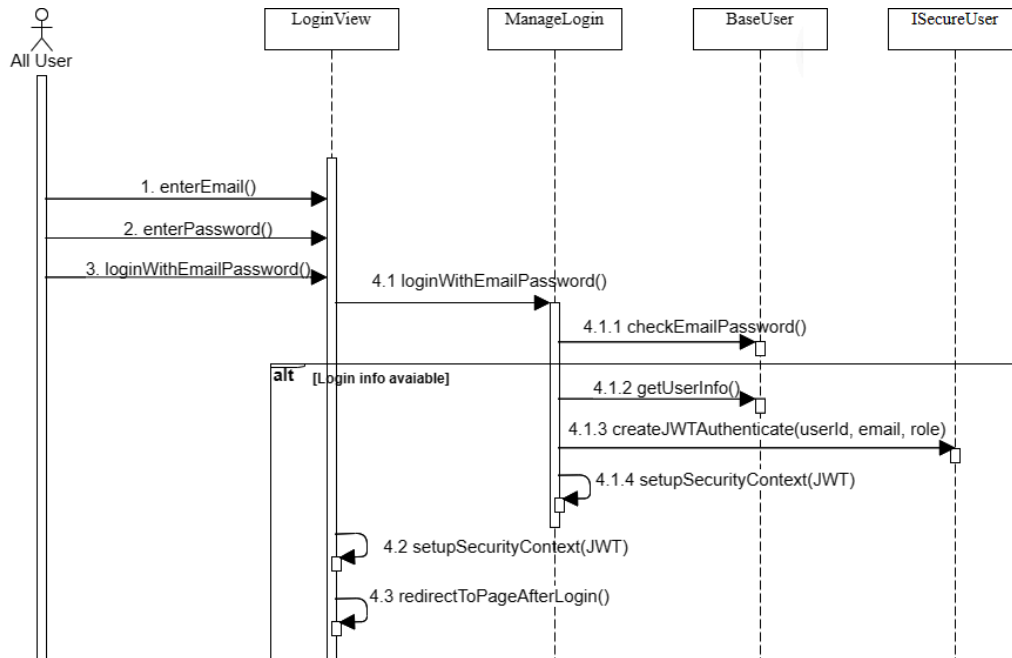 LoginView
ManageLogin
BaseUser
ISecureUser
All User
1. enterEmail()
2. enterPassword()
3. loginWithEmailPassword()
4.1 loginWithEmailPassword()
4.1.1 checkEmailPassword()
alt
[Login info avaiable]
4.1.2 getUserInfo()
4.1.3 createJWTAuthenticate(userId, email, role)
4.1.4 setupSecurityContext(JWT)
4.2 setupSecurityContext(JWT)
4.3 redirectToPageAfterLogin()